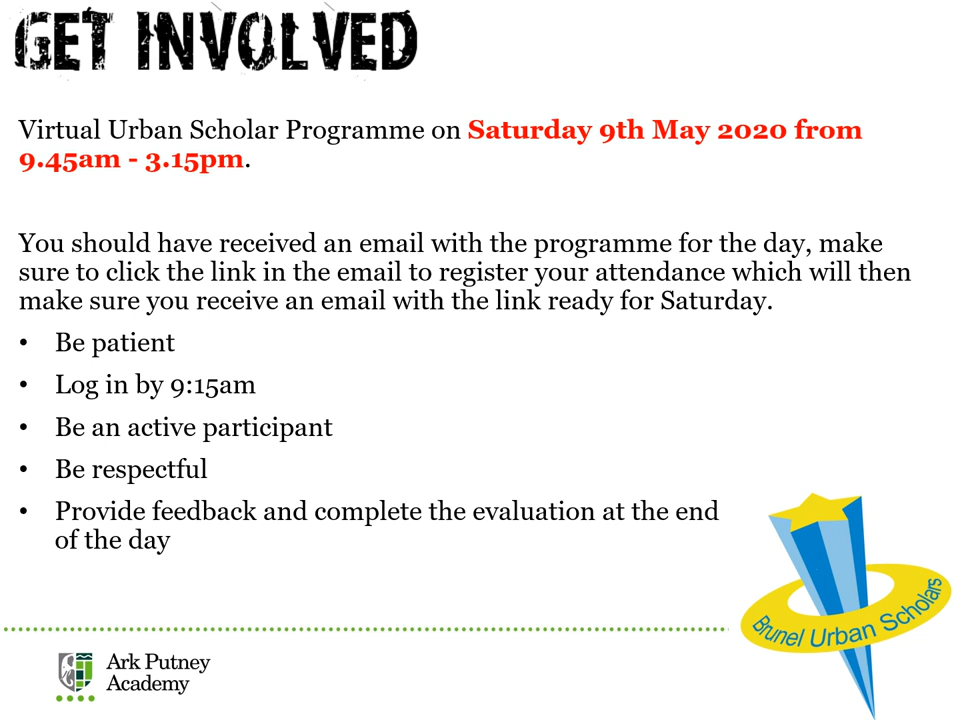 GET INVOLVED
Virtual Urban Scholar Programme on Saturday 9th May 2020 from
9.45am - 3.15pm.
You should have received an email with the programme for the day, make
sure to click the link in the email to register your attendance which will then
make sure you receive an email with the link ready for Saturday.
• Be patient
• Log in by 9:15am
• Be an active participant
• Be respectful
• Provide feedback and complete the evaluation at the end
of the day
Brunel Urban Scholars
Ark Putney
Academy